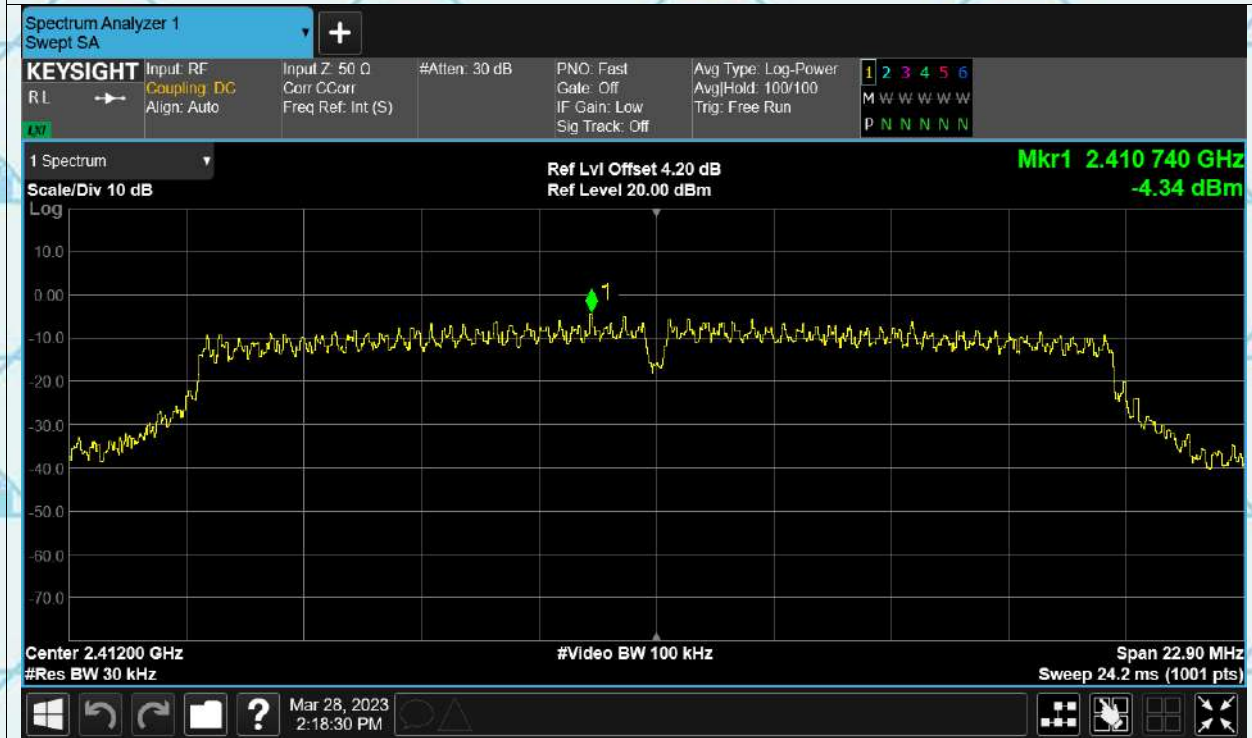 Spectrum Analyzer 1
Swept SA
+
KEYSIGHT
RL
LXI
Input: RF
Coupling: DC
Align: Auto
Input Z: 50 Ω
Corr CCorr
Freq Ref: Int (S)
#Atten: 30 dB
PNO: Fast
Gate: Off
IF Gain: Low
Sig Track: Off
Avg Type: Log-Power
Avg|Hold: 100/100
Trig: Free Run
1 2 3 4 5 6
M W W W W W
P N N N N N
1 Spectrum
Scale/Div 10 dB
Log
Ref Lvl Offset 4.20 dB
Ref Level 20.00 dBm
Mkr1 2.410 740 GHz
-4.34 dBm
10.0
0.00
1
-10.0
-20.0
-30.0
-40.0
-50.0
-60.0
-70.0
Center 2.41200 GHz
#Res BW 30 kHz
#Video BW 100 kHz
Span 22.90 MHz
Sweep 24.2 ms (1001 pts)
?
Mar 28, 2023
2:18:30 PM